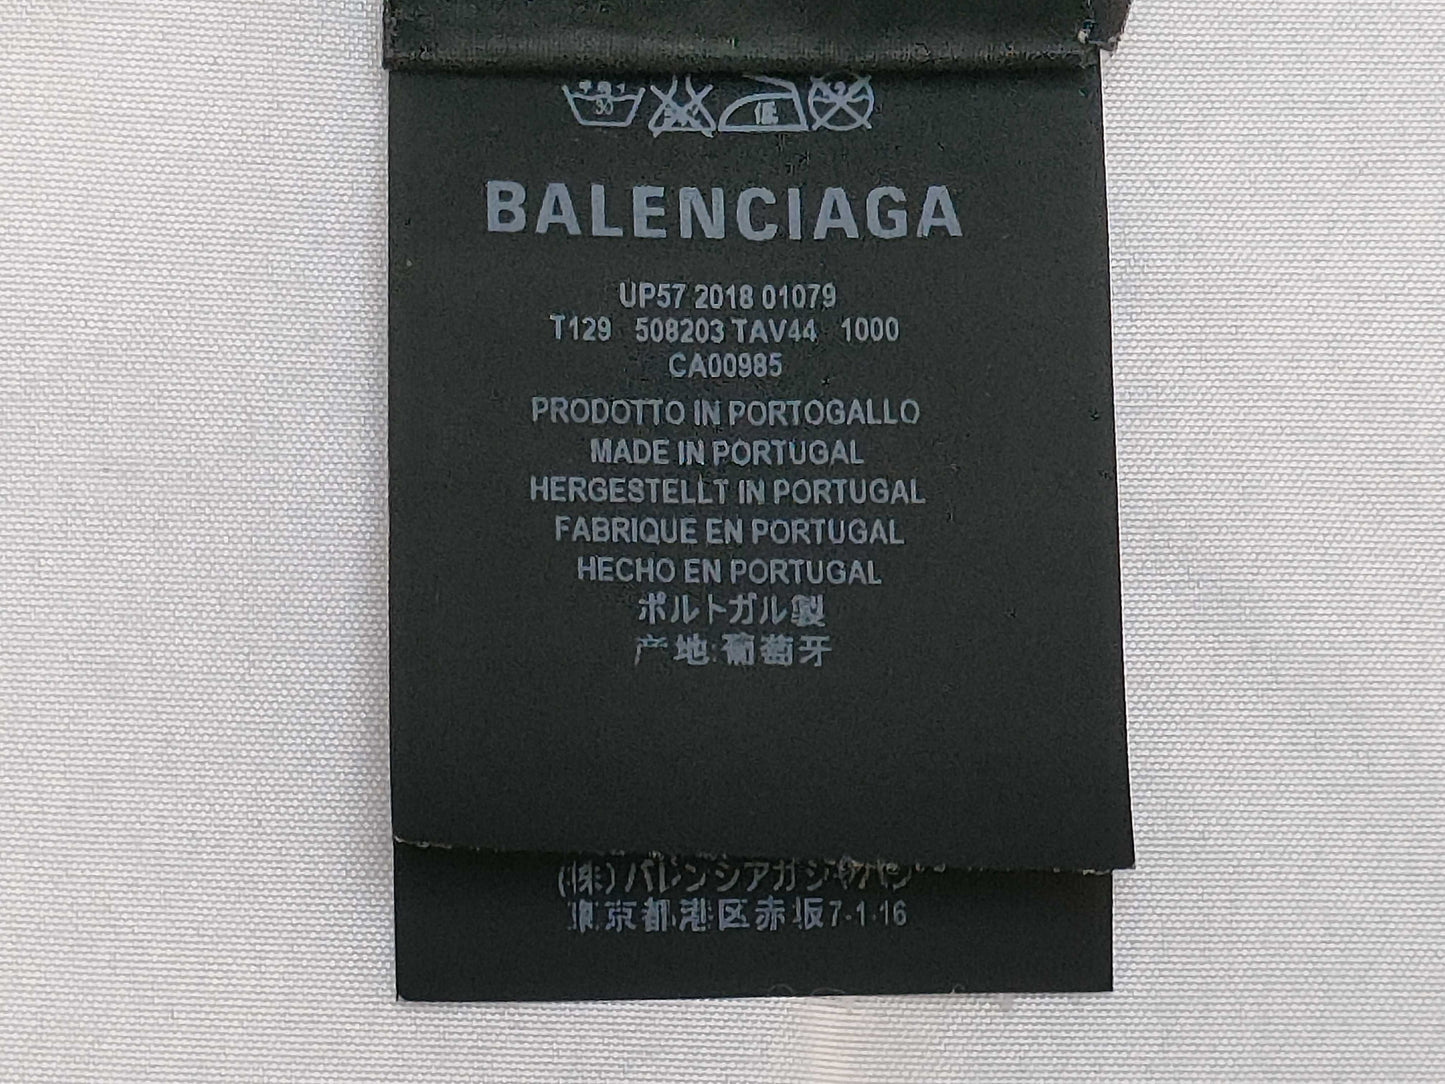 BALENCIAGA
UP57 2018 01079
T129 508203 TAV44 1000
CA00985
PRODOTTO IN PORTOGALLO
MADE IN PORTUGAL
HERGESTELLT IN PORTUGAL
FABRIQUE EN PORTUGAL
HECHO EN PORTUGAL
ポルトガル製
产地:葡萄牙
(株)バレンシアガジャパン
東京都港区赤坂7-1-16